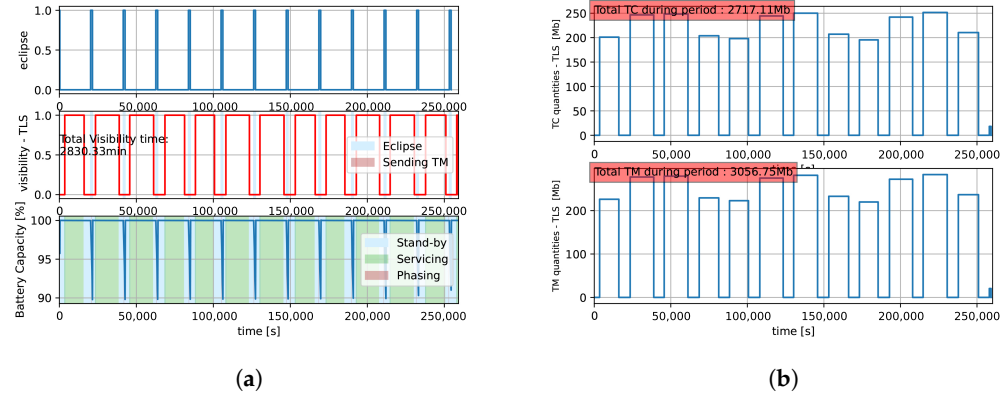 eclipse
1.0
0.5
0.0
0
50,000
100,000
150,000
200,000
250,000
visibility - TLS
1.0
0.5
0.0
Total Visibility time:
2830.33min
Eclipse
Sending TM
0
50,000
100,000
150,000
200,000
250,000
Battery Capacity [%]
100
95
90
Stand-by
Servicing
Phasing
0
50,000
100,000
150,000
200,000
250,000
time [s]
(a)
TC quantities - TLS [Mb]
250
200
150
100
50
0
Total TC during period : 2717.11Mb
0
50,000
100,000
150,000
200,000
250,000
TM quantities - TLS [Mb]
200
100
0
Total TM during period : 3056.75Mb
0
50,000
100,000
150,000
200,000
250,000
time [s]
(b)